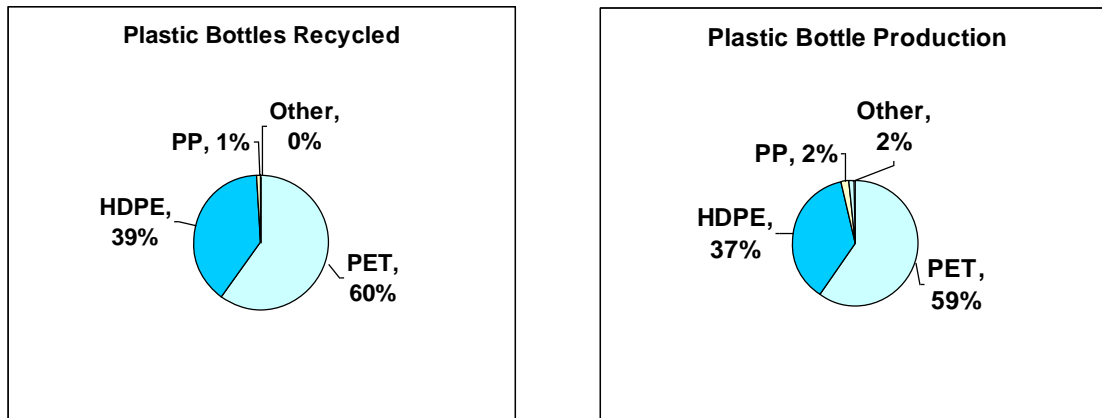 Plastic Bottles Recycled
Other,
0%
PP, 1%
HDPE,
39%
PET,
60%
Plastic Bottle Production
Other,
2%
PP, 2%
HDPE,
37%
PET,
59%